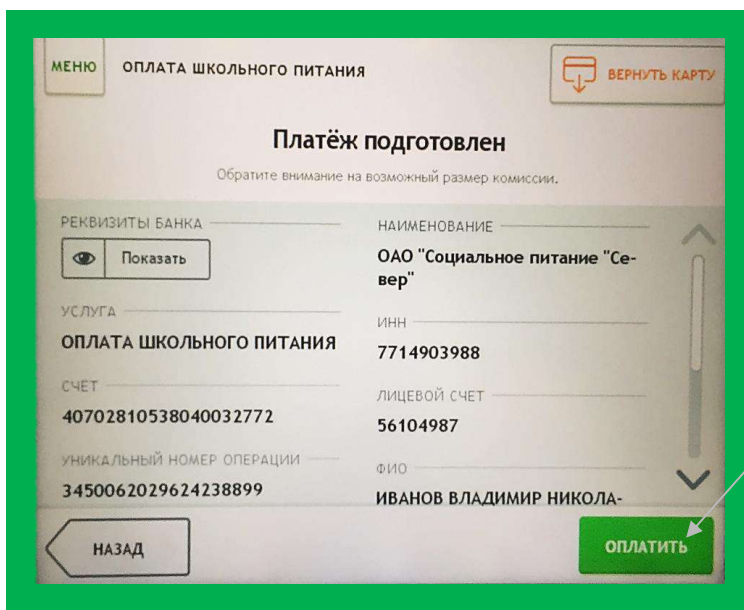 МЕНЮ
ОПЛАТА ШКОЛЬНОГО ПИТАНИЯ
ВЕРНУТЬ КАРТУ
Платёж подготовлен
Обратите внимание на возможный размер комиссии.
РЕКВИЗИТЫ БАНКА
Показать
УСЛУГА
ОПЛАТА ШКОЛЬНОГО ПИТАНИЯ
СЧЕТ
40702810538040032772
УНИКАЛЬНЫЙ НОМЕР ОПЕРАЦИИ
3450062029624238899
НАИМЕНОВАНИЕ
ОАО "Социальное питание "Се-
вер"
ИНН
7714903988
ЛИЦЕВОЙ СЧЕТ
56104987
ФИО
ИВАНОВ ВЛАДИМИР НИКОЛА-
НАЗАД
ОПЛАТИТЬ